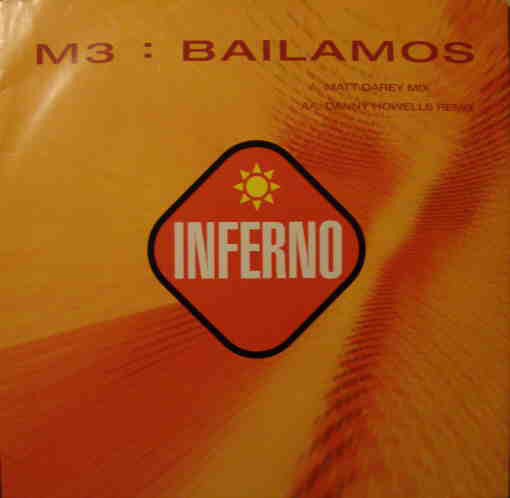 M3 : BAILAMOS
A. MATT DAREY MIX
AA. DANNY HOWELLS REMIX
INFERNO